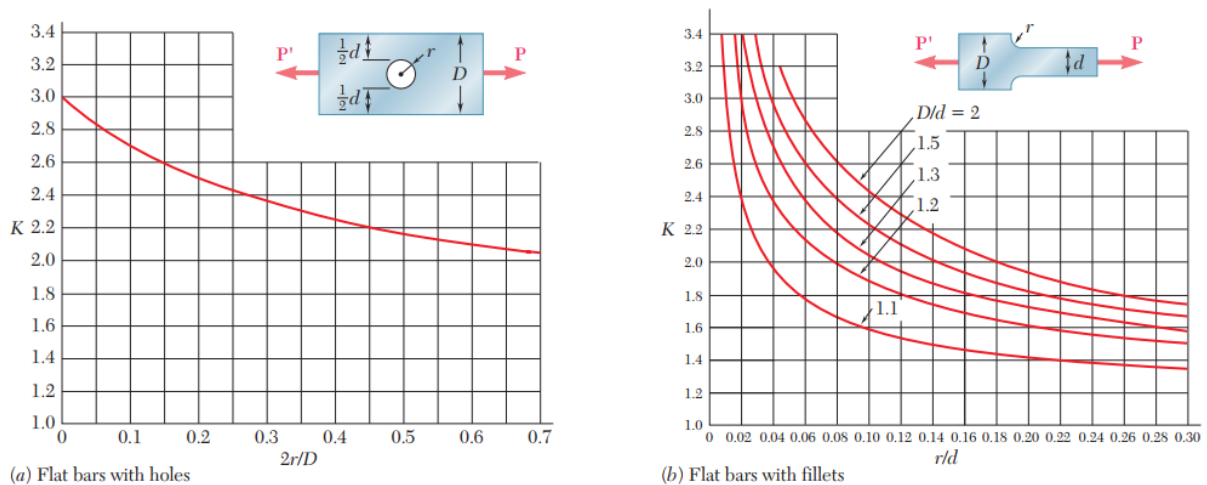 3.4
3.2
3.0
2.8
2.6
2.4
K 2.2
2.0
1.8
1.6
1.4
1.2
1.0
0 0.1 0.2 0.3 0.4 0.5 0.6 0.7
2r/D
P' P
1/2 d
r
D
1/2 d
(a) Flat bars with holes
3.4
3.2
3.0
2.8
2.6
2.4
K 2.2
2.0
1.8
1.6
1.4
1.2
1.0
0 0.02 0.04 0.06 0.08 0.10 0.12 0.14 0.16 0.18 0.20 0.22 0.24 0.26 0.28 0.30
r/d
P' r P
D d
D/d = 2
1.5
1.3
1.2
1.1
(b) Flat bars with fillets